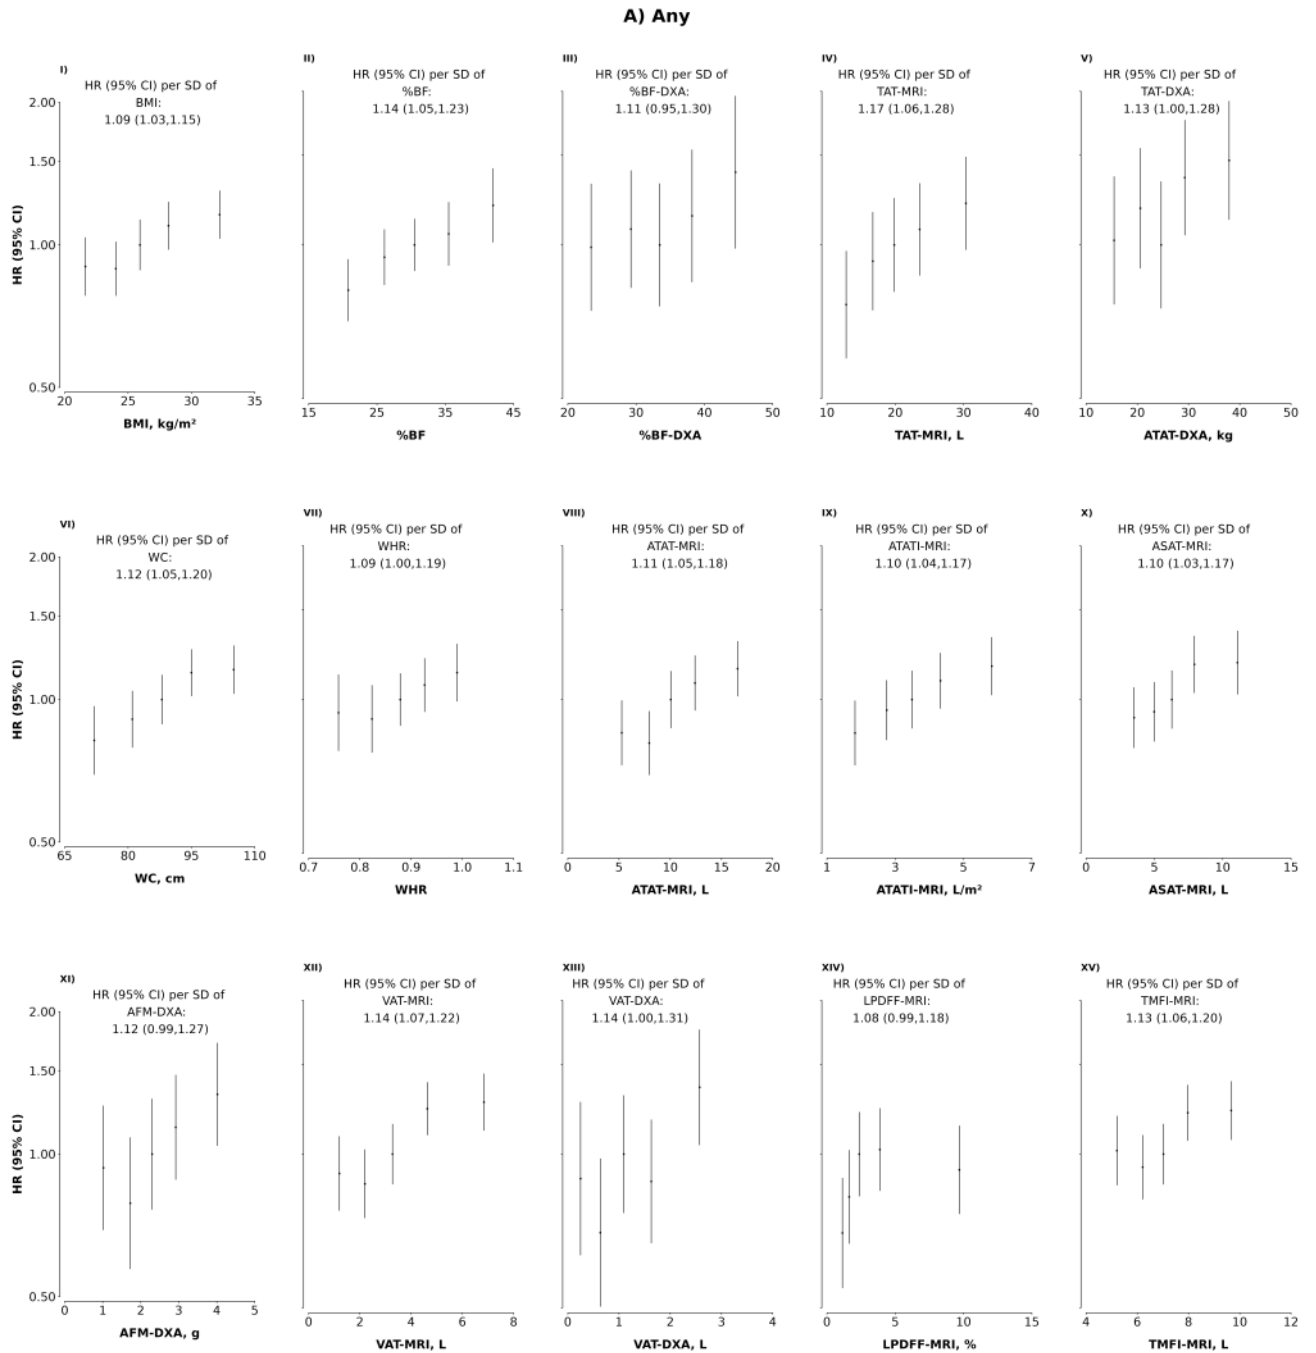 A) Any
I)
HR (95% CI) per SD of
BMI:
1.09 (1.03,1.15)
2.00
1.50
1.00
0.50
HR (95% CI)
20 25 30 35
BMI, kg/m²
II)
HR (95% CI) per SD of
%BF:
1.14 (1.05,1.23)
15 25 35 45
%BF
III)
HR (95% CI) per SD of
%BF-DXA:
1.11 (0.95,1.30)
20 30 40 50
%BF-DXA
IV)
HR (95% CI) per SD of
TAT-MRI:
1.17 (1.06,1.28)
10 20 30 40
TAT-MRI, L
V)
HR (95% CI) per SD of
TAT-DXA:
1.13 (1.00,1.28)
10 20 30 40 50
ATAT-DXA, kg
VI)
HR (95% CI) per SD of
WC:
1.12 (1.05,1.20)
2.00
1.50
1.00
0.50
HR (95% CI)
65 80 95 110
WC, cm
VII)
HR (95% CI) per SD of
WHR:
1.09 (1.00,1.19)
0.7 0.8 0.9 1.0 1.1
WHR
VIII)
HR (95% CI) per SD of
ATAT-MRI:
1.11 (1.05,1.18)
0 5 10 15 20
ATAT-MRI, L
IX)
HR (95% CI) per SD of
ATATI-MRI:
1.10 (1.04,1.17)
1 3 5 7
ATATI-MRI, L/m²
X)
HR (95% CI) per SD of
ASAT-MRI:
1.10 (1.03,1.17)
0 5 10 15
ASAT-MRI, L
XI)
HR (95% CI) per SD of
AFM-DXA:
1.12 (0.99,1.27)
2.00
1.50
1.00
0.50
HR (95% CI)
0 1 2 3 4 5
AFM-DXA, g
XII)
HR (95% CI) per SD of
VAT-MRI:
1.14 (1.07,1.22)
0 2 4 6 8
VAT-MRI, L
XIII)
HR (95% CI) per SD of
VAT-DXA:
1.14 (1.00,1.31)
0 1 2 3 4
VAT-DXA, L
XIV)
HR (95% CI) per SD of
LPDFF-MRI:
1.08 (0.99,1.18)
0 5 10 15
LPDFF-MRI, %
XV)
HR (95% CI) per SD of
TMFI-MRI:
1.13 (1.06,1.20)
4 6 8 10 12
TMFI-MRI, L